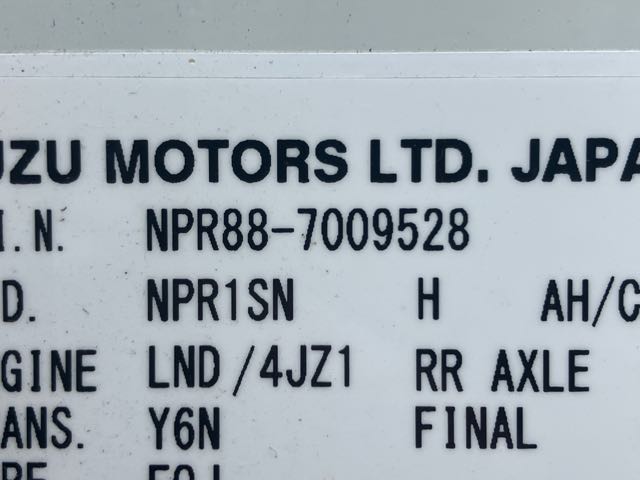 UZU MOTORS LTD. JAPA
I.N. NPR88-7009528
D. NPR1SN H AH/C
GINE LND/4JZ1 RR AXLE
ANS. Y6N FINAL